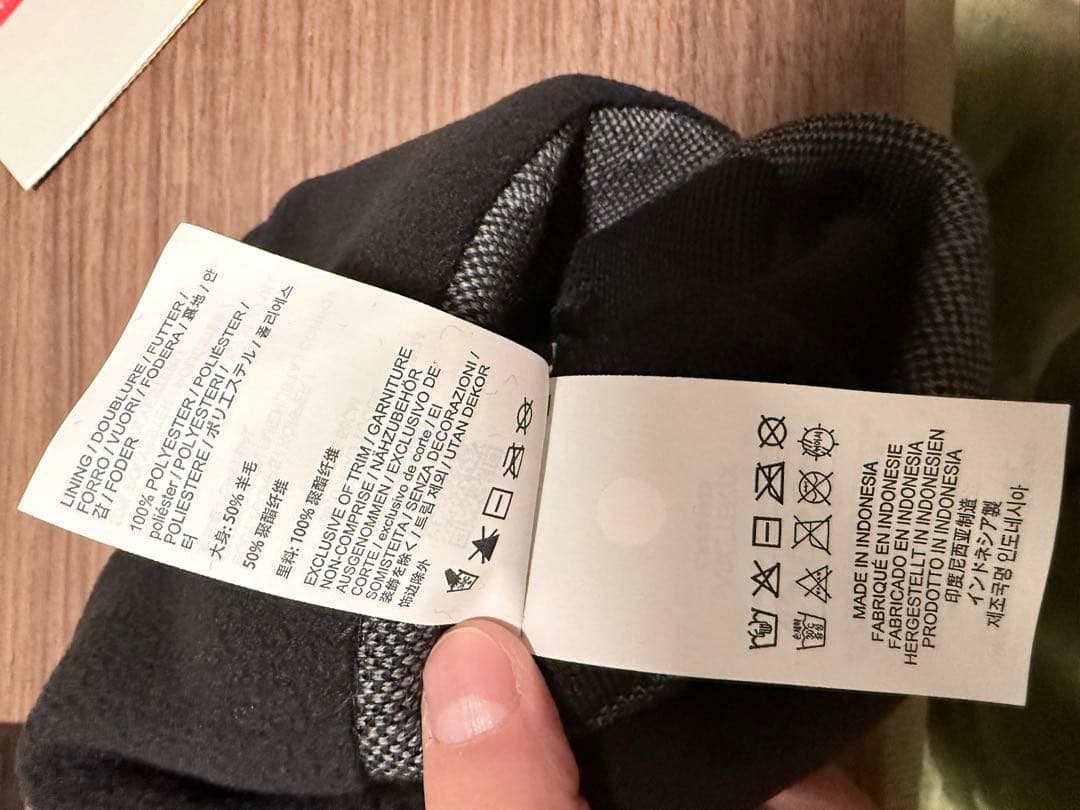 LINING / DOUBLURE / FUTTER /
FORRO / VUORI / FODERA / 裏地 / 안
감 / FODER
100% POLYESTER / POLIÉSTER /
poliéster / POLYESTERI /
POLIESTERE / ポリエステル / 폴리에스
터
大身: 50% 羊毛
50% 聚酯纤维
里料: 100% 聚酯纤维
EXCLUSIVE OF TRIM / GARNITURE
NON-COMPRISE / NÄHZUBEHÖR
AUSGENOMMEN / EXCLUSIVO DE
CORTE / exclusivo de corte / EI
SOMISTEITA / SENZA DECORAZIONI /
装飾を除く / 트림 제외 / UTAN DEKOR
饰边除外
MADE IN INDONESIA
FABRIQUÉ EN INDONÉSIE
FABRICADO EN INDONESIA
HERGESTELLT IN INDONESIEN
PRODOTTO IN INDONESIA
印度尼西亚制造
インドネシア製
제조국명 인도네시아